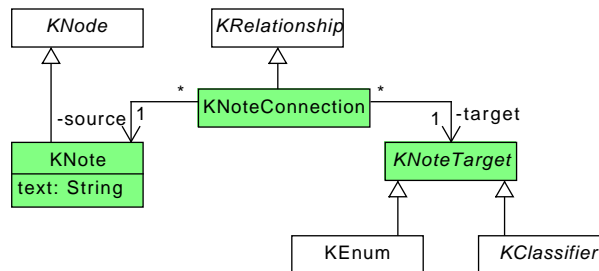 KNode
KRelationship
*
KNoteConnection
*
-source
1
1
-target
KNote
text: String
KNoteTarget
KEnum
KClassifier